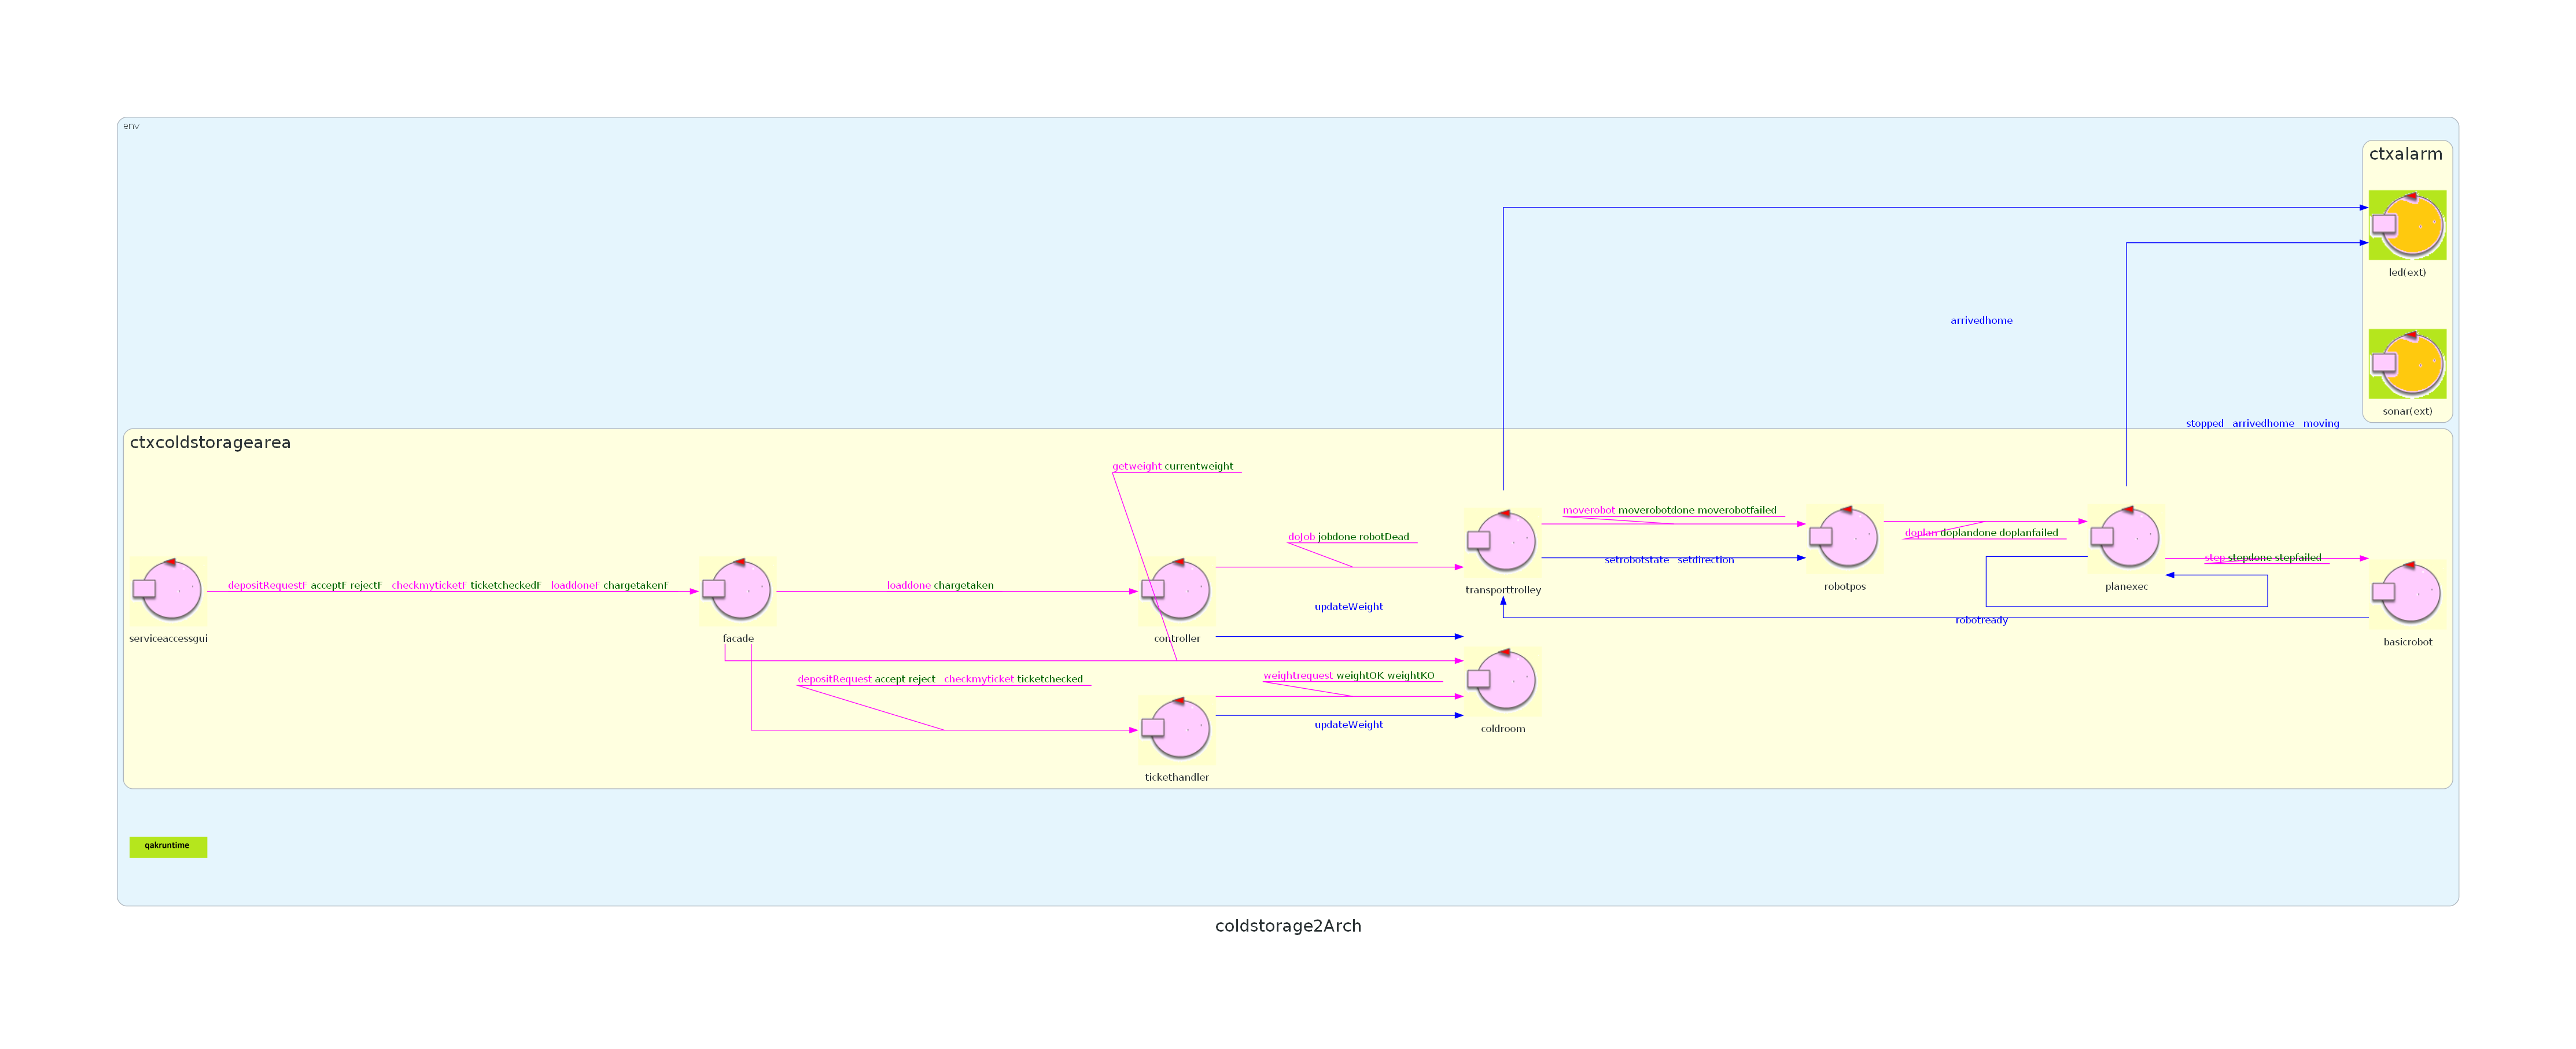 env
ctxalarm
led(ext)
arrivedhome
sonar(ext)
stopped arrivedhome moving
ctxcoldstoragearea
getweight currentweight
moverobot moverobotdone moverobotfailed
doplan doplandone doplanfailed
doJob jobdone robotDead
setrobotstate setdirection
step stepdone stepfailed
depositRequestF acceptF rejectF checkmyticketF ticketcheckedF loaddoneF chargetakenF
loaddone chargetaken
transporttrolley
robotpos
planexec
updateWeight
robotready
serviceaccessgui
facade
controller
basicrobot
depositRequest accept reject checkmyticket ticketchecked
weightrequest weightOK weightKO
updateWeight
coldroom
tickethandler
qakruntime
coldstorage2Arch